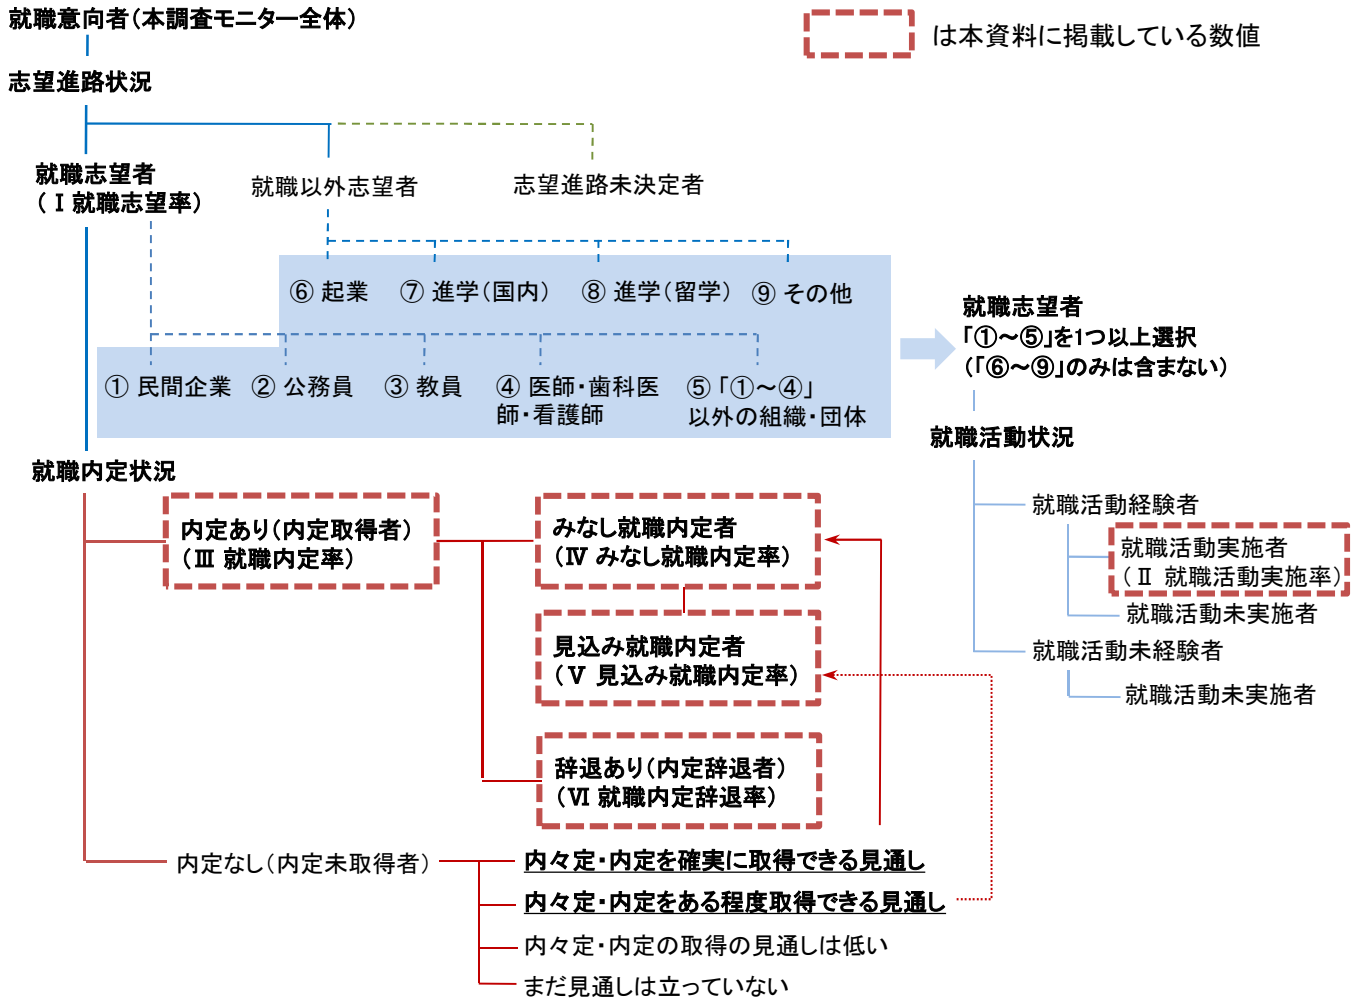 就職意向者（本調査モニター全体）
は本資料に掲載している数値
志望進路状況
就職志望者
（Ⅰ就職志望率）
就職以外志望者
志望進路未決定者
⑥ 起業
⑦ 進学（国内）
⑧ 進学（留学）
⑨ その他
① 民間企業
② 公務員
③ 教員
④ 医師・歯科医
師・看護師
⑤「①～④」
以外の組織・団体
就職志望者
「①～⑤」を1つ以上選択
（「⑥～⑨」のみは含まない）
就職活動状況
就職活動経験者
就職活動実施者
（Ⅱ 就職活動実施率）
就職活動未実施者
就職活動未経験者
就職活動未実施者
就職内定状況
内定あり（内定取得者）
（Ⅲ 就職内定率）
みなし就職内定者
（Ⅳ みなし就職内定率）
見込み就職内定者
（Ⅴ 見込み就職内定率）
辞退あり（内定辞退者）
（Ⅵ 就職内定辞退率）
内定なし（内定未取得者）
内々定・内定を確実に取得できる見通し
内々定・内定をある程度取得できる見通し
内々定・内定の取得の見通しは低い
まだ見通しは立っていない